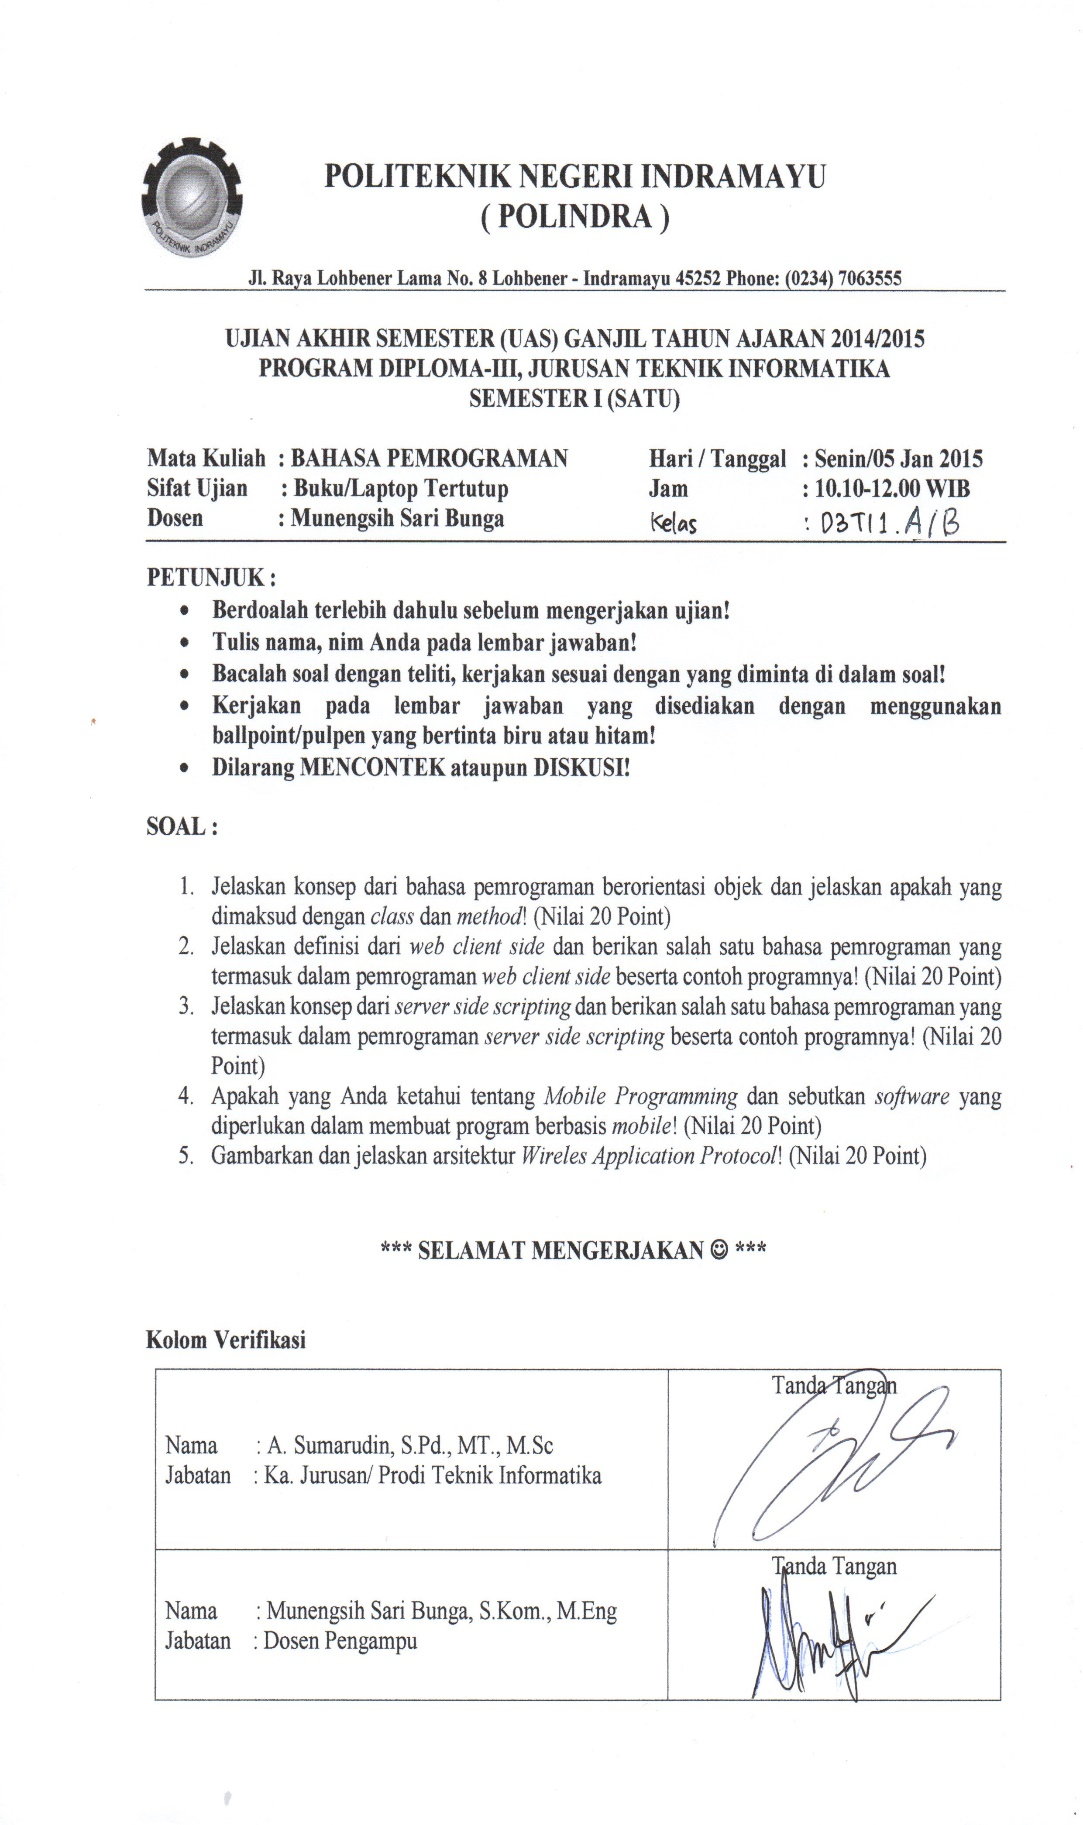 POLITEKNIK NEGERI INDRAMAYU
( POLINDRA )
POLITEKNIK INDRAMAYU
Jl. Raya Lohbener Lama No. 8 Lohbener - Indramayu 45252 Phone: (0234) 7063555
UJIAN AKHIR SEMESTER (UAS) GANJIL TAHUN AJARAN 2014/2015
PROGRAM DIPLOMA-III, JURUSAN TEKNIK INFORMATIKA
SEMESTER I (SATU)
Mata Kuliah : BAHASA PEMROGRAMAN Hari / Tanggal : Senin/05 Jan 2015
Sifat Ujian : Buku/Laptop Tertutup Jam : 10.10-12.00 WIB
Dosen : Munengsih Sari Bunga Kelas : D3TI1.A/B
PETUNJUK :
• Berdoalah terlebih dahulu sebelum mengerjakan ujian!
• Tulis nama, nim Anda pada lembar jawaban!
• Bacalah soal dengan teliti, kerjakan sesuai dengan yang diminta di dalam soal!
• Kerjakan pada lembar jawaban yang disediakan dengan menggunakan
ballpoint/pulpen yang bertinta biru atau hitam!
• Dilarang MENCONTEK ataupun DISKUSI!
SOAL :
1. Jelaskan konsep dari bahasa pemrograman berorientasi objek dan jelaskan apakah yang
dimaksud dengan class dan method! (Nilai 20 Point)
2. Jelaskan definisi dari web client side dan berikan salah satu bahasa pemrograman yang
termasuk dalam pemrograman web client side beserta contoh programnya! (Nilai 20 Point)
3. Jelaskan konsep dari server side scripting dan berikan salah satu bahasa pemrograman yang
termasuk dalam pemrograman server side scripting beserta contoh programnya! (Nilai 20
Point)
4. Apakah yang Anda ketahui tentang Mobile Programming dan sebutkan software yang
diperlukan dalam membuat program berbasis mobile! (Nilai 20 Point)
5. Gambarkan dan jelaskan arsitektur Wireles Application Protocol! (Nilai 20 Point)
*** SELAMAT MENGERJAKAN ☺ ***
Kolom Verifikasi
Tanda Tangan
Nama : A. Sumarudin, S.Pd., MT., M.Sc
Jabatan : Ka. Jurusan/ Prodi Teknik Informatika
Tanda Tangan
Nama : Munengsih Sari Bunga, S.Kom., M.Eng
Jabatan : Dosen Pengampu